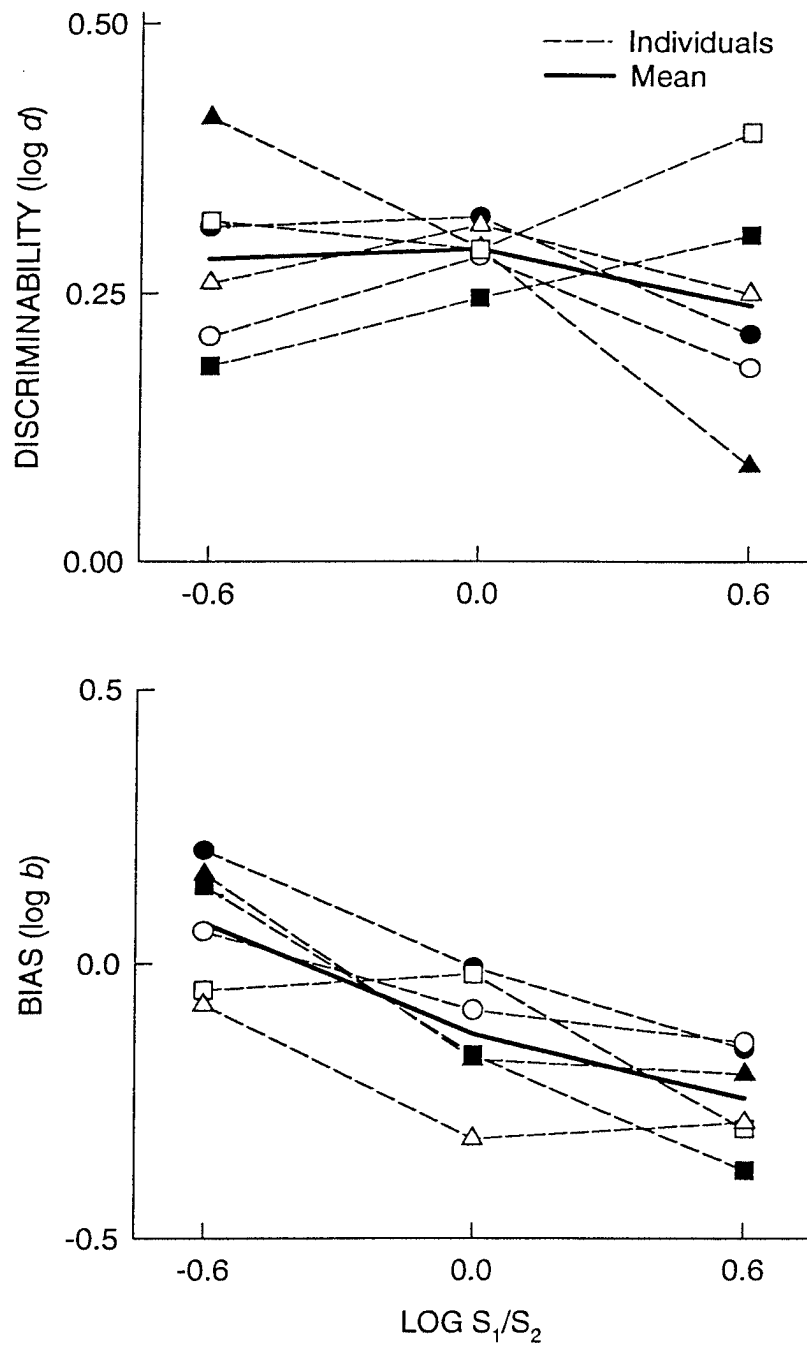 0.50
Individuals
Mean
DISCRIMINABILITY (log d)
0.25
0.00
-0.6 0.0 0.6
0.5
BIAS (log b)
0.0
-0.5
-0.6 0.0 0.6
LOG S₁/S₂